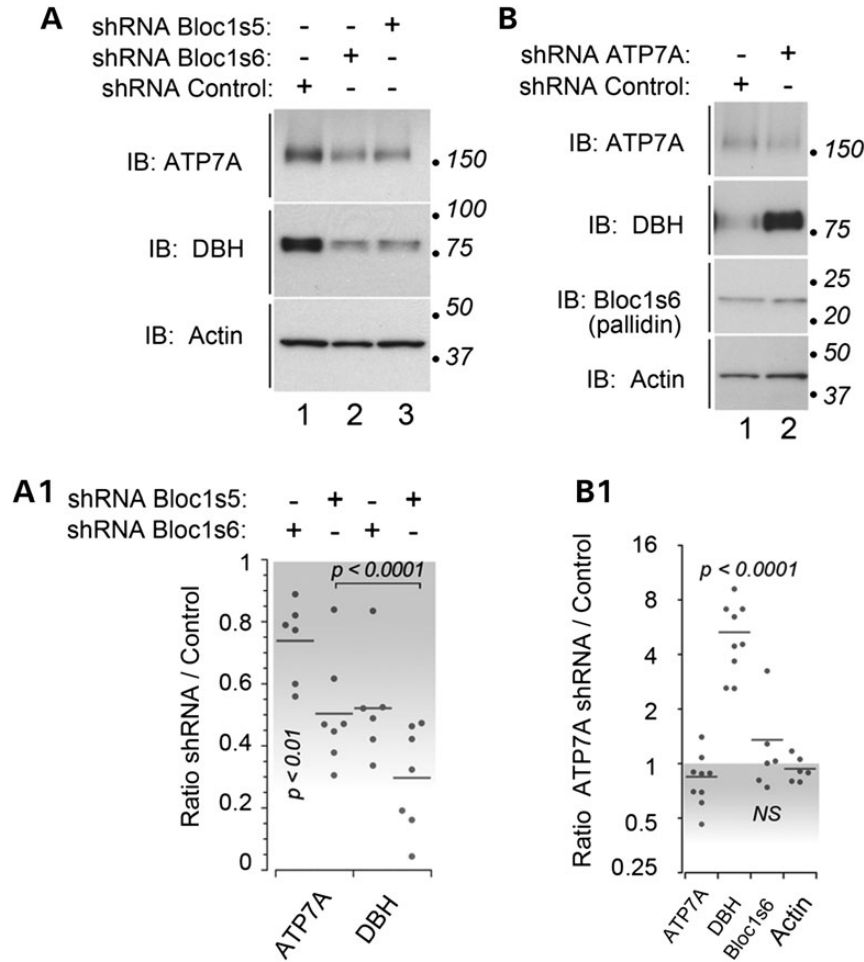 A
shRNA Bloc1s5: - - +
shRNA Bloc1s6: - + -
shRNA Control: + - -
IB: ATP7A
• 150
IB: DBH
• 100
• 75
IB: Actin
• 50
• 37
1 2 3
B
shRNA ATP7A: - +
shRNA Control: + -
IB: ATP7A
• 150
IB: DBH
• 75
IB: Bloc1s6
(pallidin)
• 25
• 20
IB: Actin
• 50
• 37
1 2
A1
shRNA Bloc1s5: - + - +
shRNA Bloc1s6: + - + -
Ratio shRNA / Control
1
0.8
0.6
0.4
0.2
0
p < 0.0001
p < 0.01
ATP7A
DBH
B1
Ratio ATP7A shRNA / Control
16
8
4
2
1
0.5
0.25
p < 0.0001
NS
ATP7A
DBH
Bloc1s6
Actin